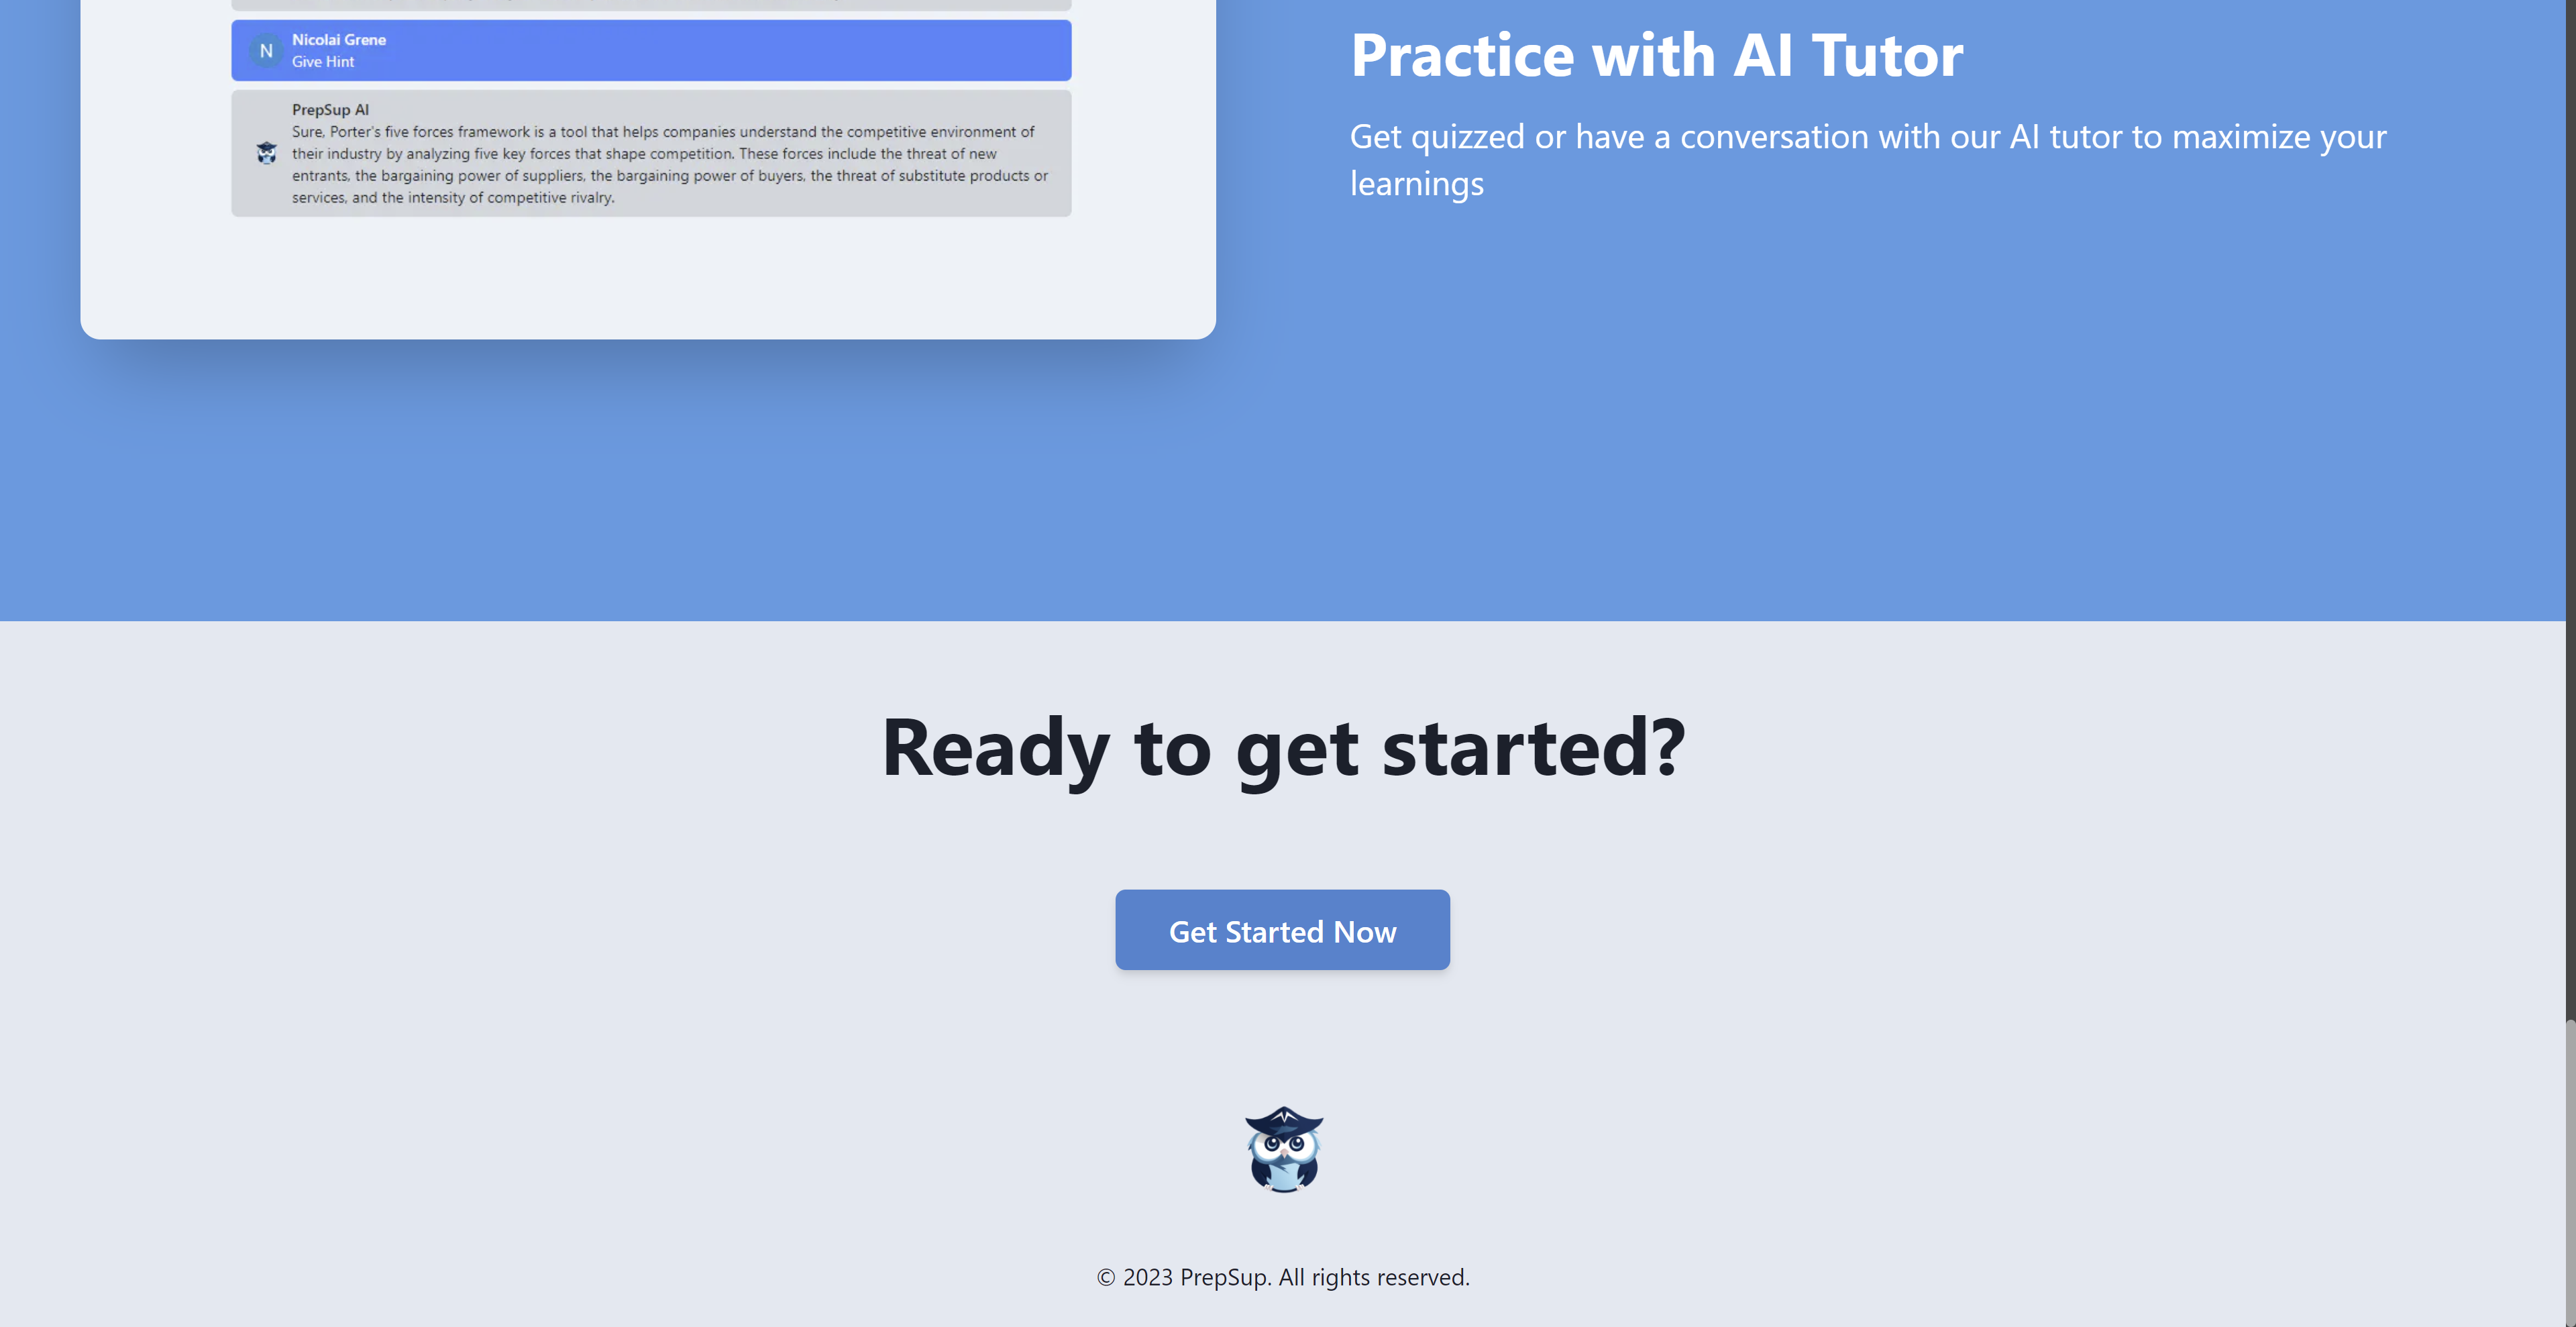 Nicolai Grene
N
Give Hint
PrepSup AI
Sure, Porter's five forces framework is a tool that helps companies understand the competitive environment of
their industry by analyzing five key forces that shape competition. These forces include the threat of new
entrants, the bargaining power of suppliers, the bargaining power of buyers, the threat of substitute products or
services, and the intensity of competitive rivalry.
Practice with AI Tutor
Get quizzed or have a conversation with our AI tutor to maximize your
learnings
Ready to get started?
Get Started Now
© 2023 PrepSup. All rights reserved.